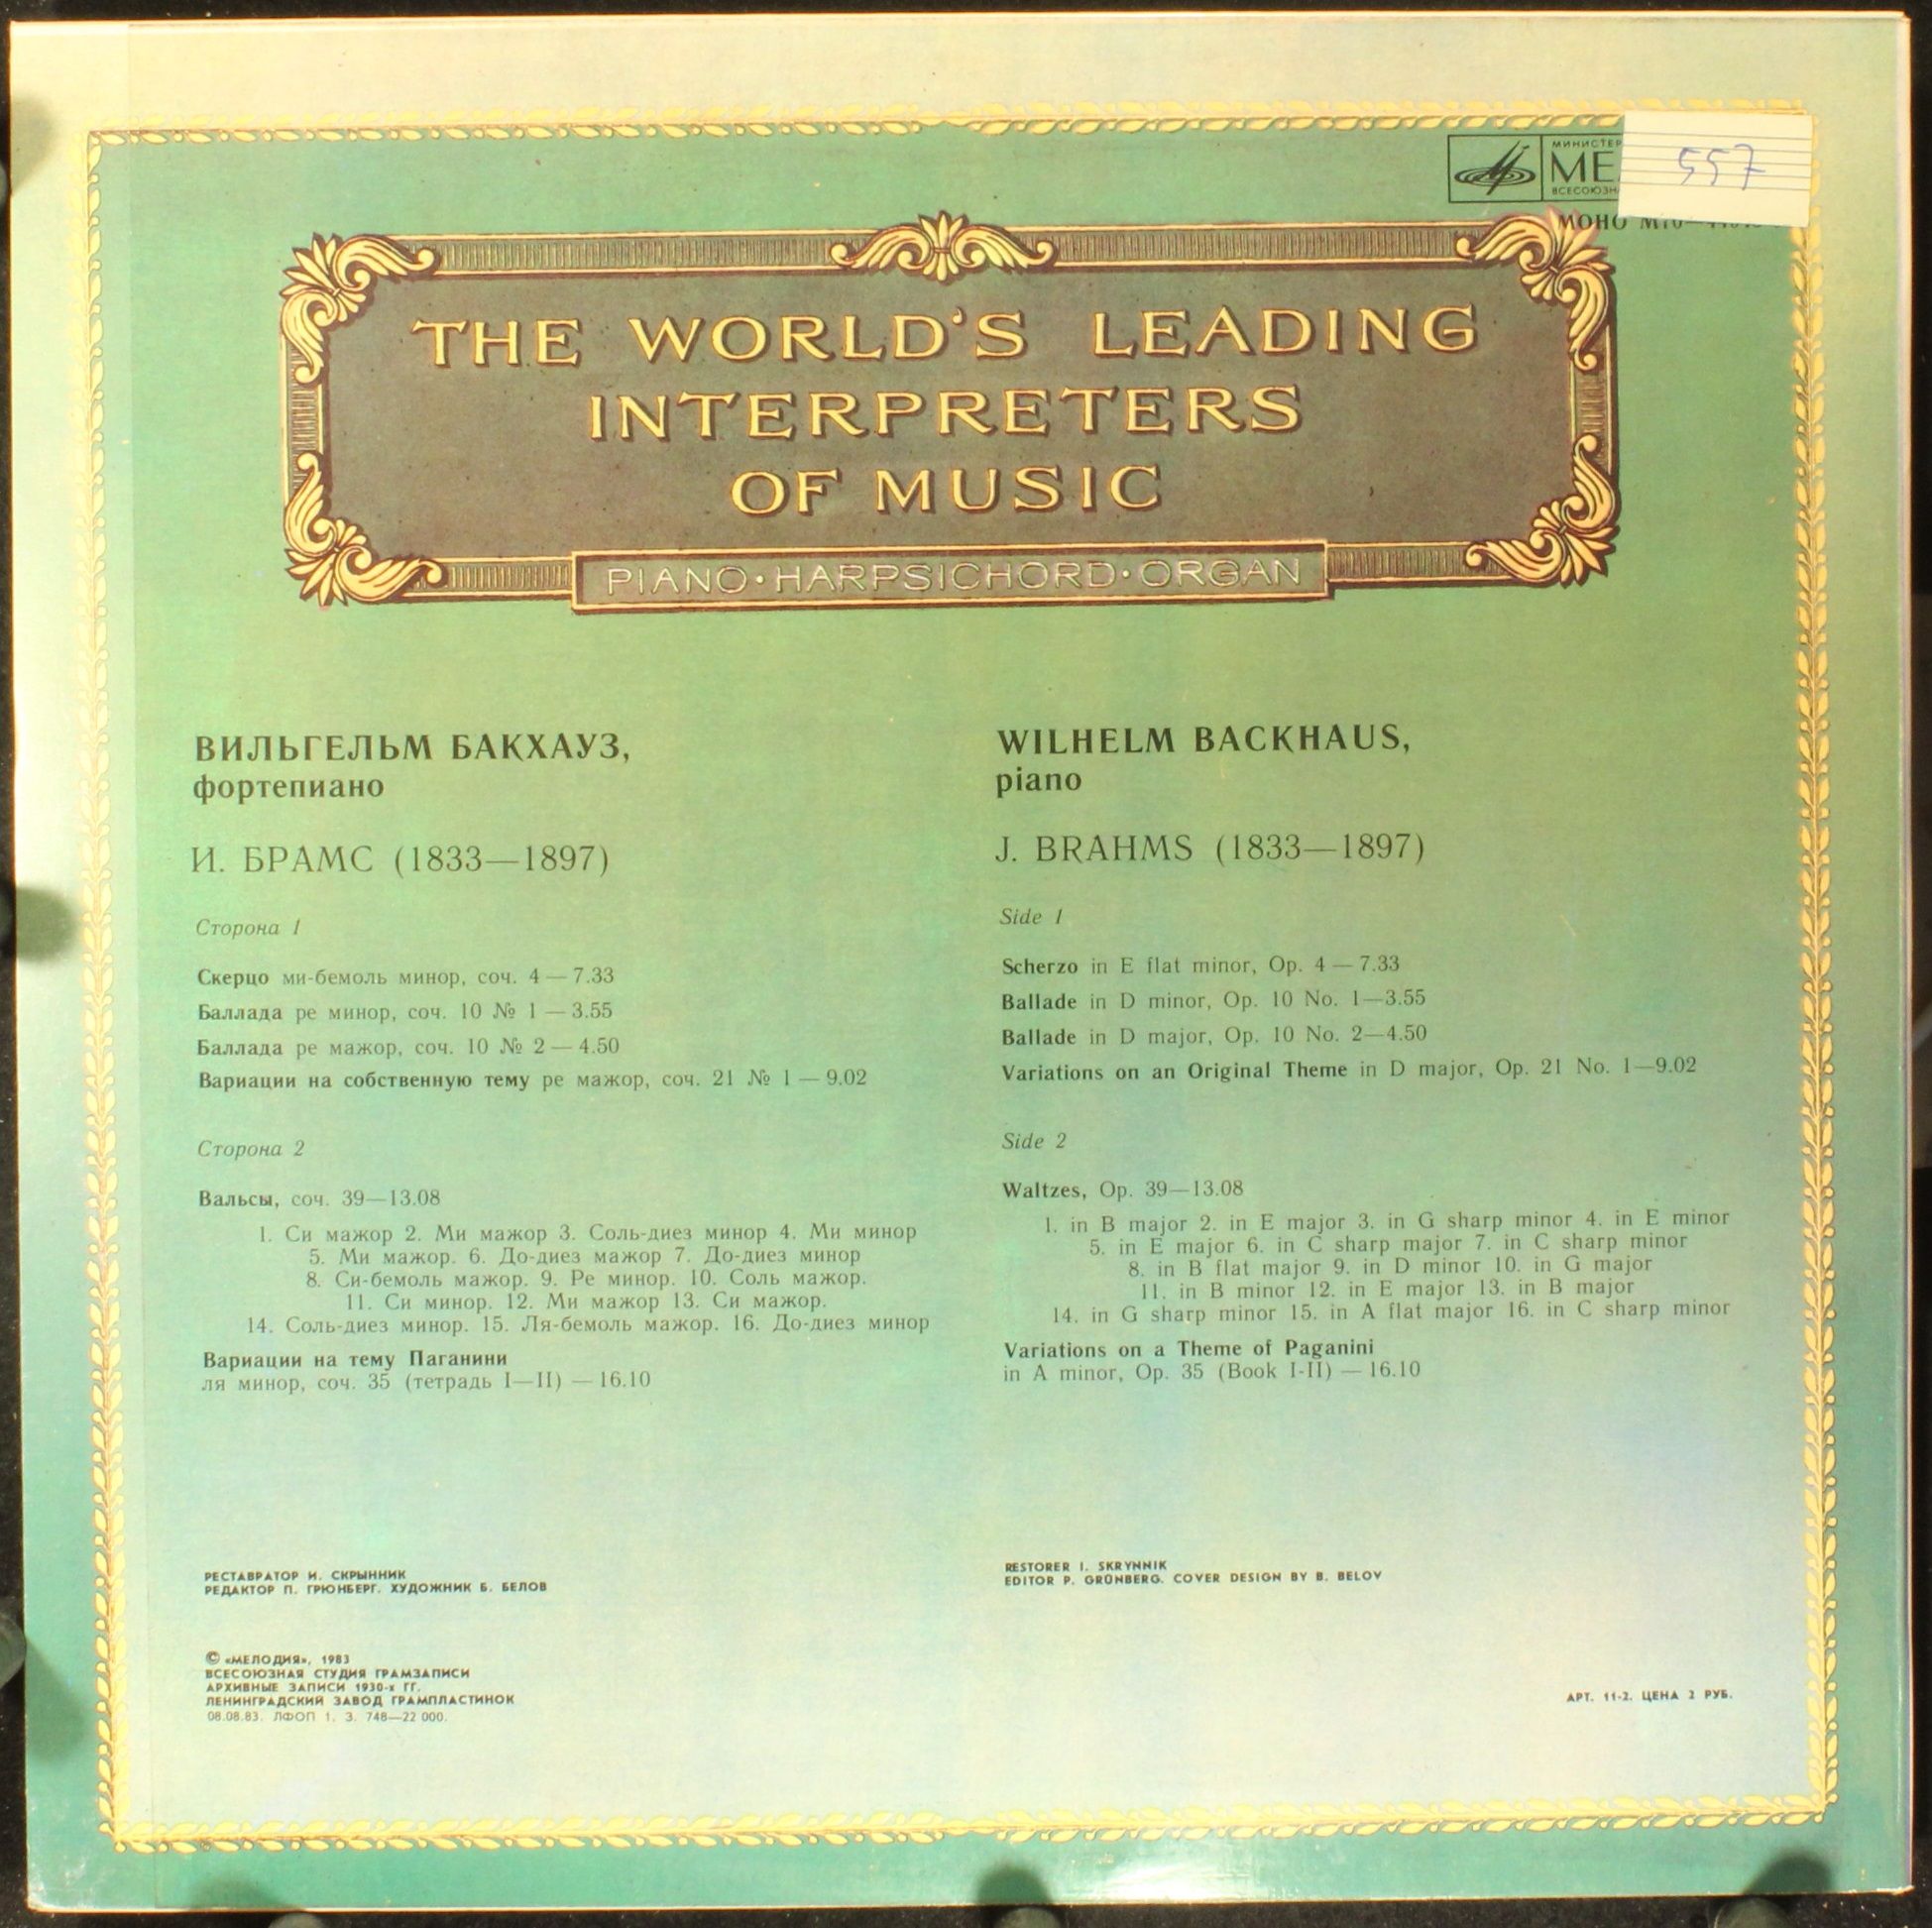 МИНИСТЕР
МЕ
ВСЕСОЮЗН
557
МОНО М10—
THE WORLD'S LEADING
INTERPRETERS
OF MUSIC
PIANO · HARPSICHORD · ORGAN
ВИЛЬГЕЛЬМ БАКХАУЗ,
фортепиано
И. БРАМС (1833—1897)
Сторона 1
Скерцо ми-бемоль минор, соч. 4 — 7.33
Баллада ре минор, соч. 10 № 1 — 3.55
Баллада ре мажор, соч. 10 № 2 — 4.50
Вариации на собственную тему ре мажор, соч. 21 № 1 — 9.02
Сторона 2
Вальсы, соч. 39—13.08
1. Си мажор 2. Ми мажор 3. Соль-диез минор 4. Ми минор
5. Ми мажор. 6. До-диез мажор 7. До-диез минор
8. Си-бемоль мажор. 9. Ре минор. 10. Соль мажор.
11. Си минор. 12. Ми мажор 13. Си мажор.
14. Соль-диез минор. 15. Ля-бемоль мажор. 16. До-диез минор
Вариации на тему Паганини
ля минор, соч. 35 (тетрадь I—II) — 16.10
WILHELM BACKHAUS,
piano
J. BRAHMS (1833—1897)
Side 1
Scherzo in E flat minor, Op. 4 — 7.33
Ballade in D minor, Op. 10 No. 1—3.55
Ballade in D major, Op. 10 No. 2—4.50
Variations on an Original Theme in D major, Op. 21 No. 1—9.02
Side 2
Waltzes, Op. 39—13.08
1. in B major 2. in E major 3. in G sharp minor 4. in E minor
5. in E major 6. in C sharp major 7. in C sharp minor
8. in B flat major 9. in D minor 10. in G major
11. in B minor 12. in E major 13. in B major
14. in G sharp minor 15. in A flat major 16. in C sharp minor
Variations on a Theme of Paganini
in A minor, Op. 35 (Book I-II) — 16.10
РЕСТАВРАТОР И. СКРЫННИК
РЕДАКТОР П. ГРЮНБЕРГ. ХУДОЖНИК Б. БЕЛОВ
RESTORER I. SKRYNNIK
EDITOR P. GRÜNBERG. COVER DESIGN BY B. BELOV
© «МЕЛОДИЯ», 1983
ВСЕСОЮЗНАЯ СТУДИЯ ГРАМЗАПИСИ
АРХИВНЫЕ ЗАПИСИ 1930-х ГГ.
ЛЕНИНГРАДСКИЙ ЗАВОД ГРАМПЛАСТИНОК
08.08.83. ЛФОП 1. З. 748—22 000.
АРТ. 11-2. ЦЕНА 2 РУБ.